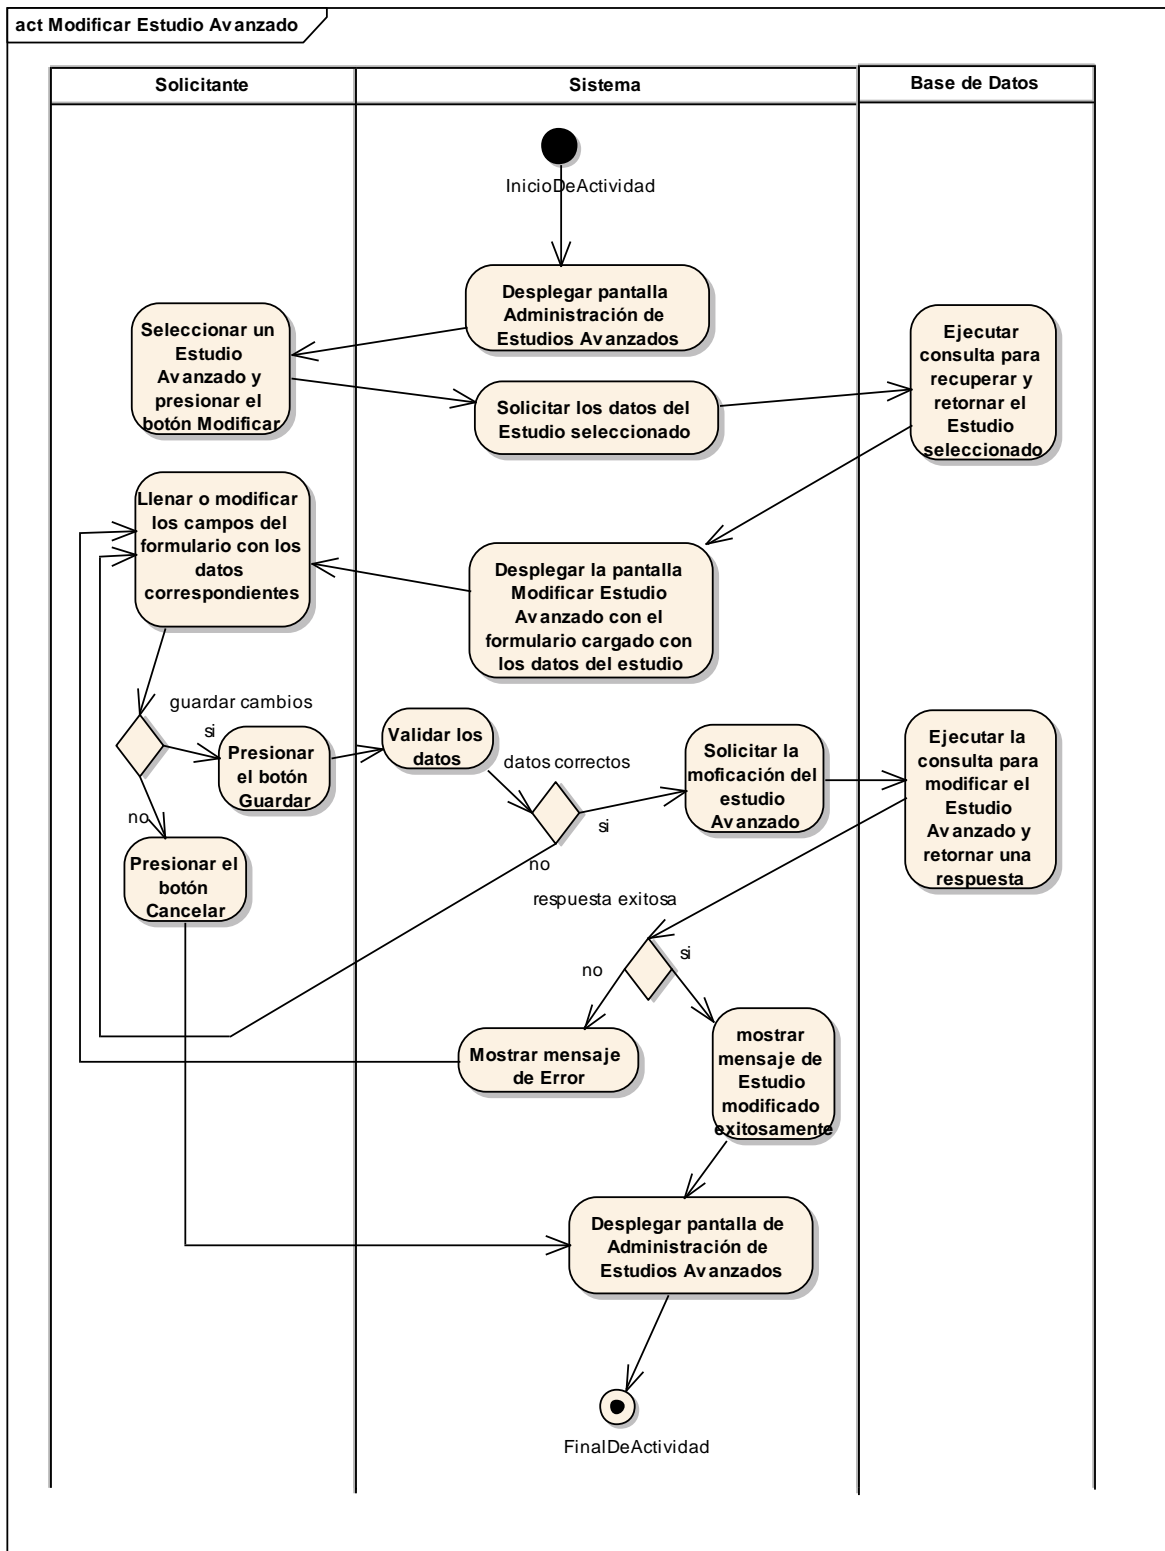 act Modificar Estudio Avanzado
Solicitante
Sistema
Base de Datos
InicioDeActividad
Desplegar pantalla
Administración de
Estudios Avanzados
Seleccionar un
Estudio
Avanzado y
presionar el
botón Modificar
Solicitar los datos del
Estudio seleccionado
Ejecutar
consulta para
recuperar y
retornar el
Estudio
seleccionado
Llenar o modificar
los campos del
formulario con los
datos
correspondientes
Desplegar la pantalla
Modificar Estudio
Avanzado con el
formulario cargado con
los datos del estudio
guardar cambios
si
no
Presionar
el botón
Guardar
Validar los
datos
datos correctos
si
no
Solicitar la
moficación del
estudio
Avanzado
Ejecutar la
consulta para
modificar el
Estudio
Avanzado y
retornar una
respuesta
Presionar el
botón
Cancelar
respuesta exitosa
si
no
Mostrar mensaje
de Error
mostrar
mensaje de
Estudio
modificado
exitosamente
Desplegar pantalla de
Administración de
Estudios Avanzados
FinalDeActividad